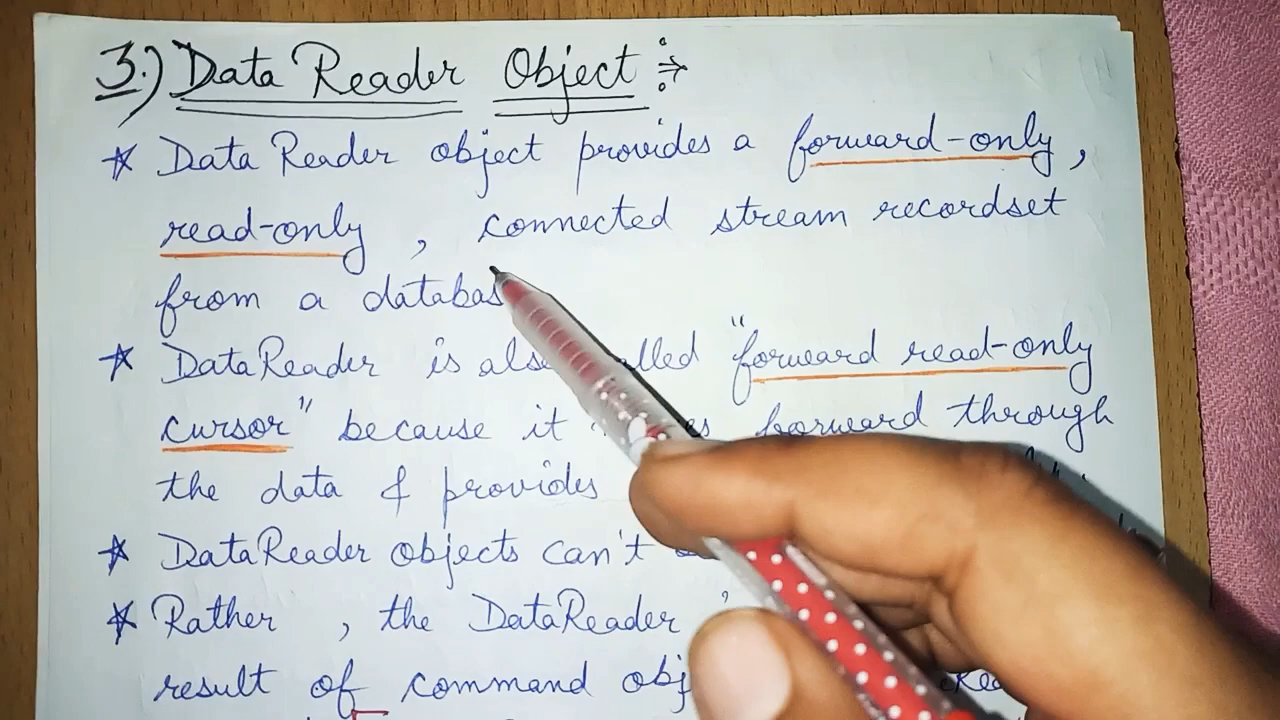 3.) Data Reader Object :→
* Data Reader object provides a forward-only,
read-only, connected stream recordset
from a databas
* DataReader is also called "forward read-only
cursor" because it forward through
the data & provides
* DataReader objects can't
* Rather, the DataReader
result of command obj